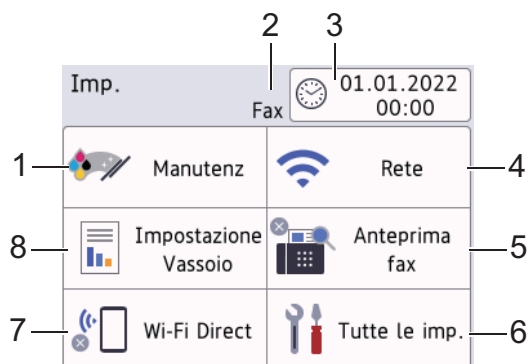 2 3
Imp.
Fax
01.01.2022
00:00
1 Manutenz Rete 4
8 Impostazione
Vassoio
Anteprima
fax 5
7 Wi-Fi Direct Tutte le imp. 6